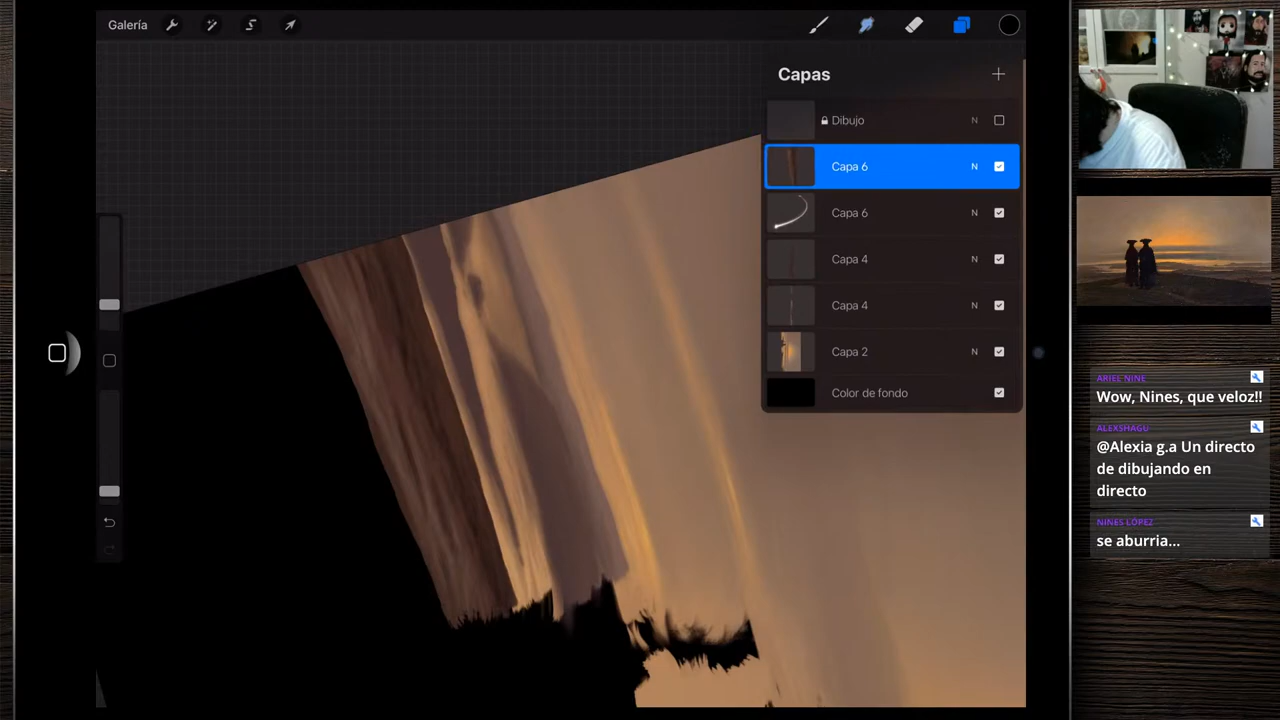 Galería
Capas
Dibujo N
Capa 6 N
Capa 6 N
Capa 4 N
Capa 4 N
Capa 2 N
Color de fondo
ARIEL NINE
Wow, Nines, que veloz!!
ALEXSHAGU
@Alexia g.a Un directo
de dibujando en
directo
NINES LÓPEZ
se aburria...